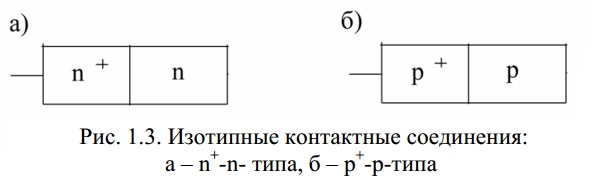 а) б)
n + n p + p
Рис. 1.3. Изотипные контактные соединения:
а – n+-n- типа, б – p+-p-типа